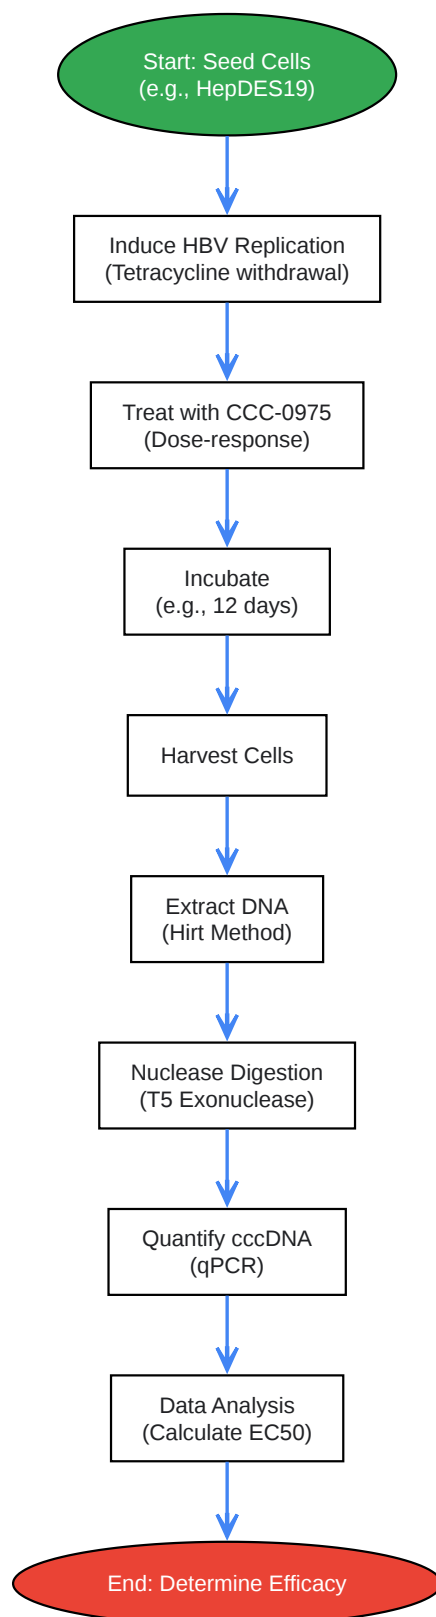 Start: Seed Cells
(e.g., HepDES19)
Induce HBV Replication
(Tetracycline withdrawal)
Treat with CCC-0975
(Dose-response)
Incubate
(e.g., 12 days)
Harvest Cells
Extract DNA
(Hirt Method)
Nuclease Digestion
(T5 Exonuclease)
Quantify cccDNA
(qPCR)
Data Analysis
(Calculate EC50)
End: Determine Efficacy